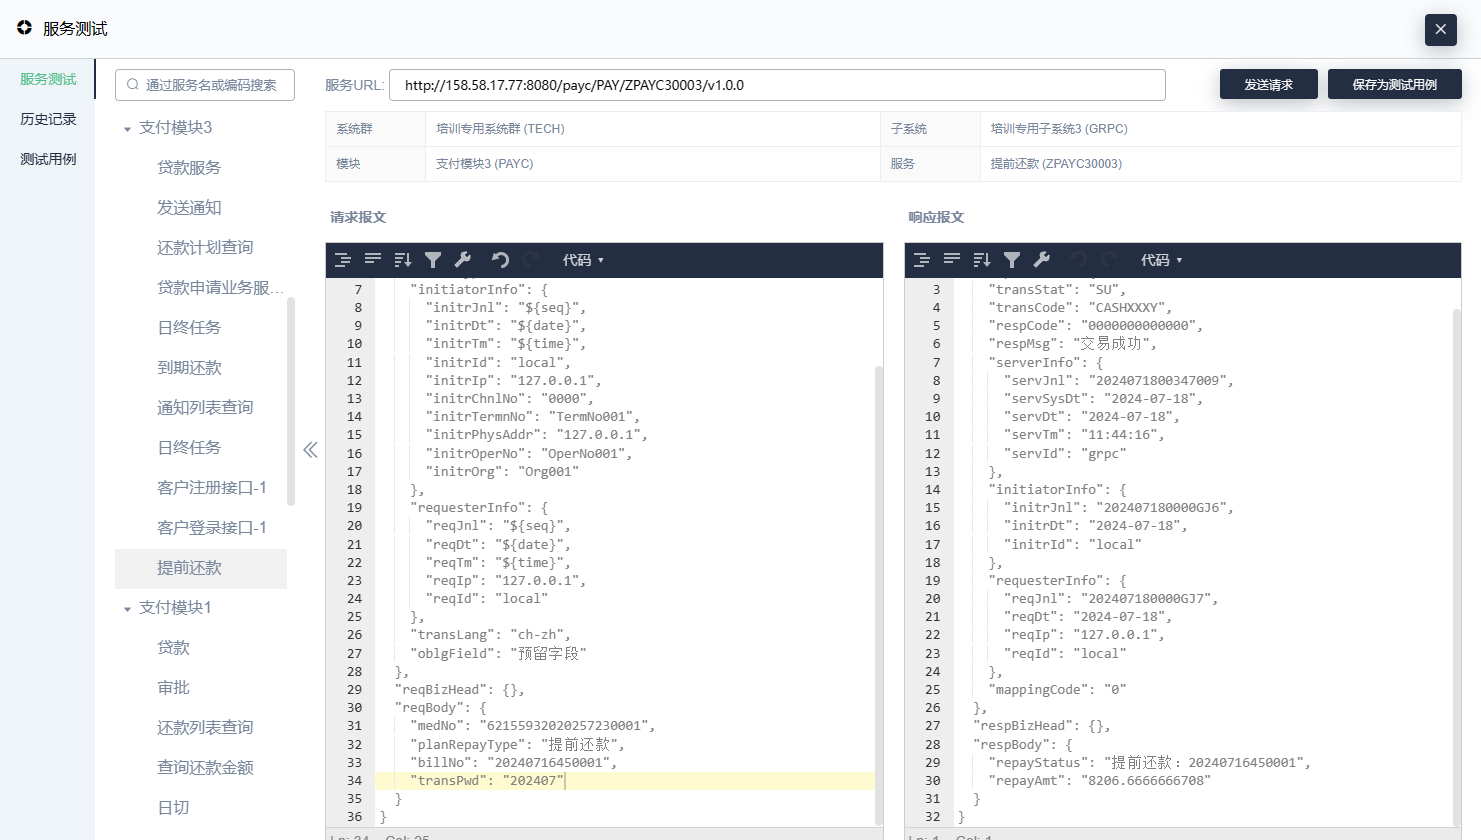 服务测试
服务测试
历史记录
测试用例
通过服务名或编码搜索
支付模块3
贷款服务
发送通知
还款计划查询
贷款申请业务服...
日终任务
到期还款
通知列表查询
日终任务
客户注册接口-1
客户登录接口-1
提前还款
支付模块1
贷款
审批
还款列表查询
查询还款金额
日切
服务URL: http://158.58.17.77:8080/payc/PAY/ZPAYC30003/v1.0.0
发送请求
保存为测试用例
系统群 培训专用系统群 (TECH) 子系统 培训专用子系统3 (GRPC)
模块 支付模块3 (PAYC) 服务 提前还款 (ZPAYC30003)
请求报文
代码
7 "initiatorInfo": {
8 "initrJnl": "${seq}",
9 "initrDt": "${date}",
10 "initrTm": "${time}",
11 "initrId": "local",
12 "initrIp": "127.0.0.1",
13 "initrChnlNo": "0000",
14 "initrTermnNo": "TermNo001",
15 "initrPhysAddr": "127.0.0.1",
16 "initrOperNo": "OperNo001",
17 "initrOrg": "Org001"
18 },
19 "requesterInfo": {
20 "reqJnl": "${seq}",
21 "reqDt": "${date}",
22 "reqTm": "${time}",
23 "reqIp": "127.0.0.1",
24 "reqId": "local"
25 },
26 "transLang": "ch-zh",
27 "oblgField": "预留字段"
28 },
29 "reqBizHead": {},
30 "reqBody": {
31 "medNo": "62155932020257230001",
32 "planRepayType": "提前还款",
33 "billNo": "20240716450001",
34 "transPwd": "202407"
35 }
36 }
Ln: 34 Col: 25
响应报文
代码
3 "transStat": "SU",
4 "transCode": "CASHXXXY",
5 "respCode": "0000000000000",
6 "respMsg": "交易成功",
7 "serverInfo": {
8 "servJnl": "2024071800347009",
9 "servSysDt": "2024-07-18",
10 "servDt": "2024-07-18",
11 "servTm": "11:44:16",
12 "servId": "grpc"
13 },
14 "initiatorInfo": {
15 "initrJnl": "202407180000GJ6",
16 "initrDt": "2024-07-18",
17 "initrId": "local"
18 },
19 "requesterInfo": {
20 "reqJnl": "202407180000GJ7",
21 "reqDt": "2024-07-18",
22 "reqIp": "127.0.0.1",
23 "reqId": "local"
24 },
25 "mappingCode": "0"
26 },
27 "respBizHead": {},
28 "respBody": {
29 "repayStatus": "提前还款：20240716450001",
30 "repayAmt": "8206.6666666708"
31 }
32 }
Ln: 1 Col: 1